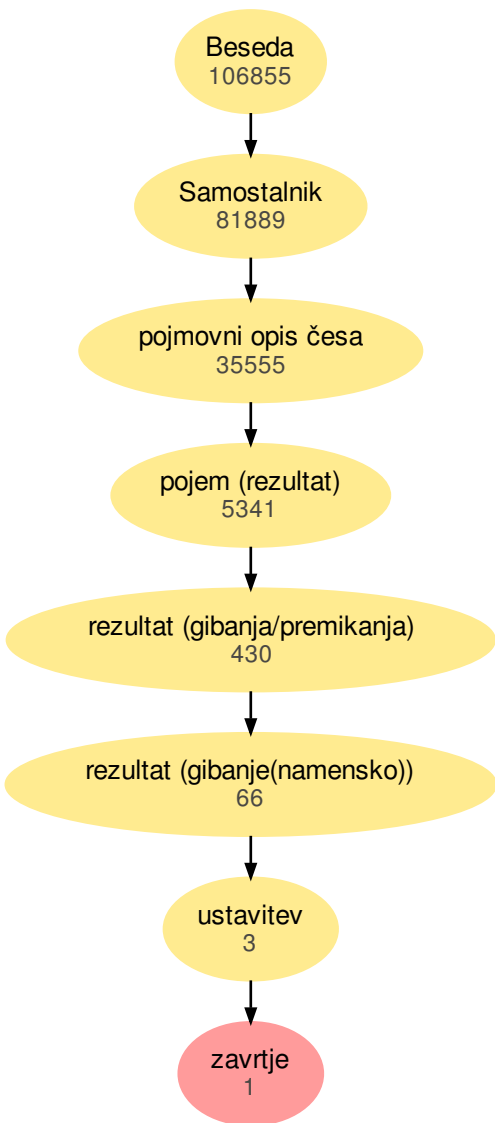 Beseda
106855
Samostalnik
81889
pojmovni opis česa
35555
pojem (rezultat)
5341
rezultat (gibanja/premikanja)
430
rezultat (gibanje(namensko))
66
ustavitev
3
zavrtje
1